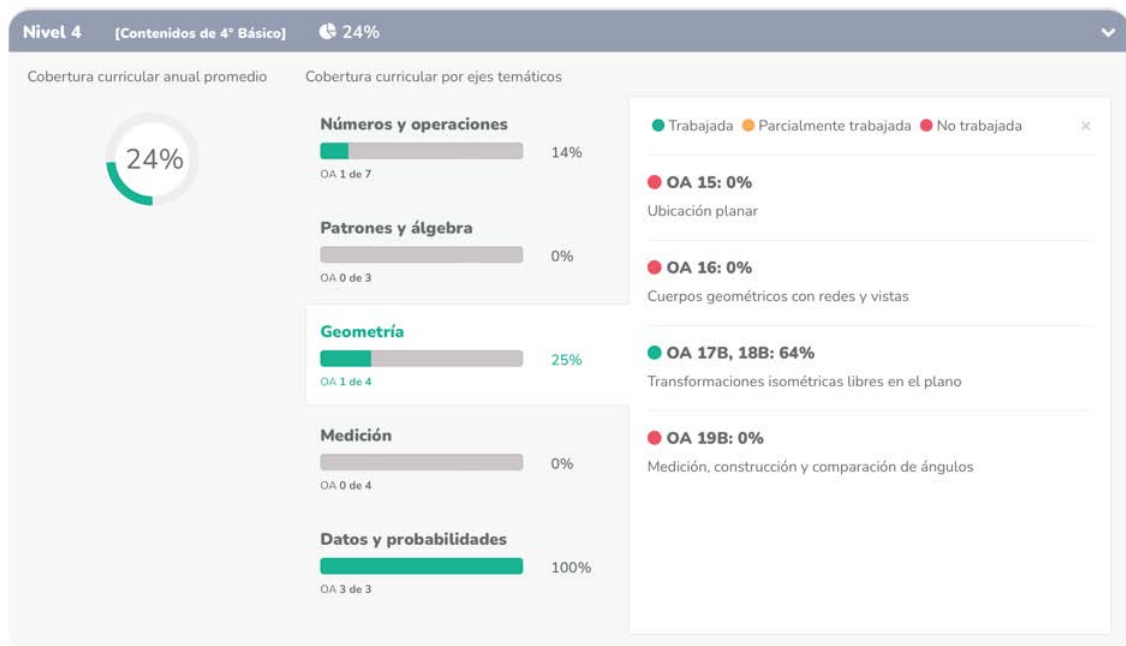 Nivel 4 [Contenidos de 4° Básico] 24%
Cobertura curricular anual promedio
24%
Cobertura curricular por ejes temáticos
Números y operaciones
14%
OA 1 de 7
Patrones y álgebra
0%
OA 0 de 3
Geometría
25%
OA 1 de 4
Medición
0%
OA 0 de 4
Datos y probabilidades
100%
OA 3 de 3
Trabajada Parcialmente trabajada No trabajada ×
OA 15: 0%
Ubicación planar
OA 16: 0%
Cuerpos geométricos con redes y vistas
OA 17B, 18B: 64%
Transformaciones isométricas libres en el plano
OA 19B: 0%
Medición, construcción y comparación de ángulos